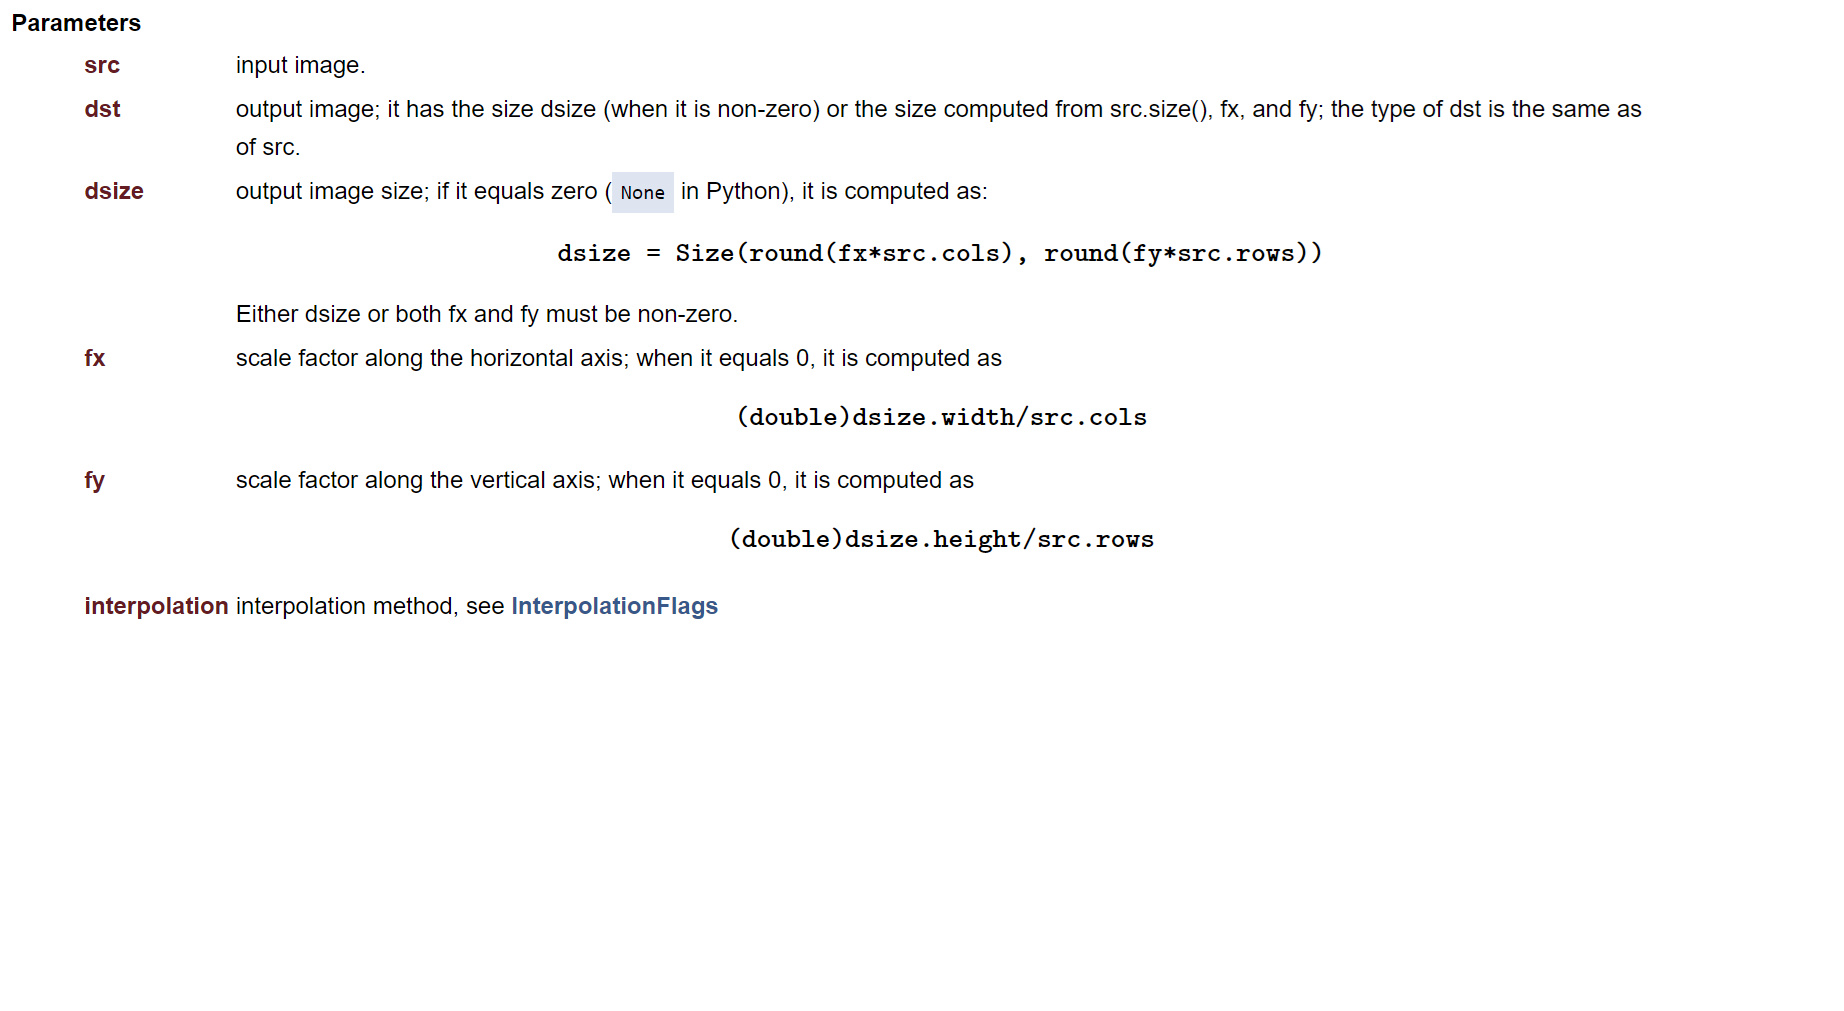 Parameters
src input image.
dst output image; it has the size dsize (when it is non-zero) or the size computed from src.size(), fx, and fy; the type of dst is the same as
of src.
dsize output image size; if it equals zero ( None in Python), it is computed as:
dsize = Size(round(fx*src.cols), round(fy*src.rows))
Either dsize or both fx and fy must be non-zero.
fx scale factor along the horizontal axis; when it equals 0, it is computed as
(double)dsize.width/src.cols
fy scale factor along the vertical axis; when it equals 0, it is computed as
(double)dsize.height/src.rows
interpolation interpolation method, see InterpolationFlags